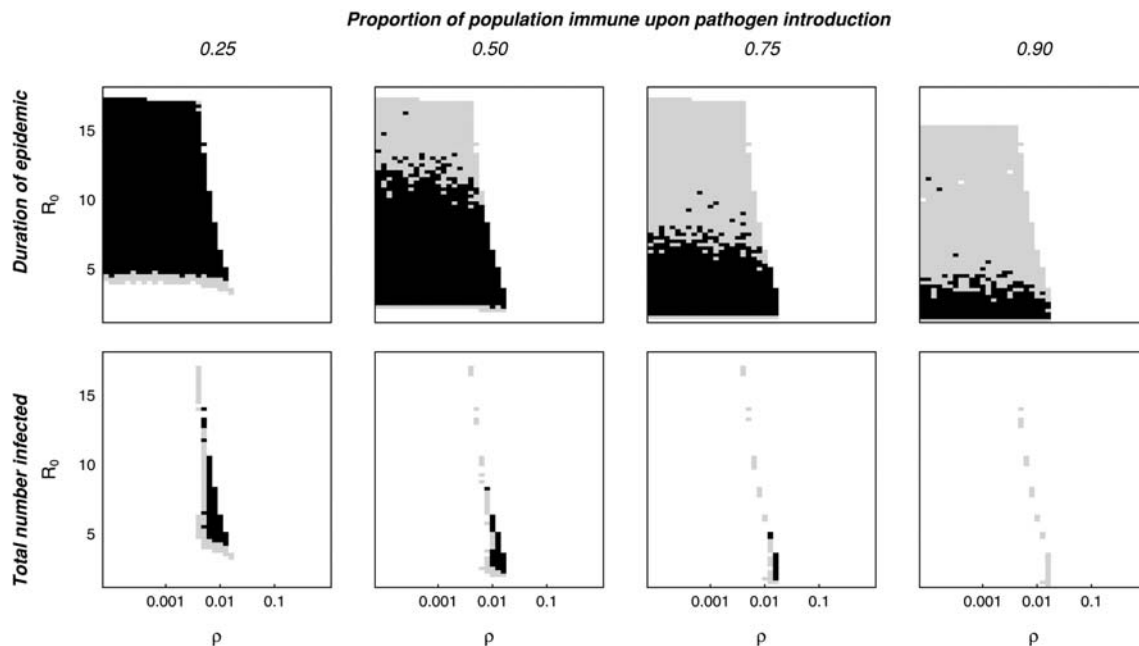 Proportion of population immune upon pathogen introduction
0.25 0.50 0.75 0.90
Duration of epidemic
R0
15
10
5
Total number infected
R0
15
10
5
0.001 0.01 0.1 0.001 0.01 0.1 0.001 0.01 0.1 0.001 0.01 0.1
ρ ρ ρ ρ